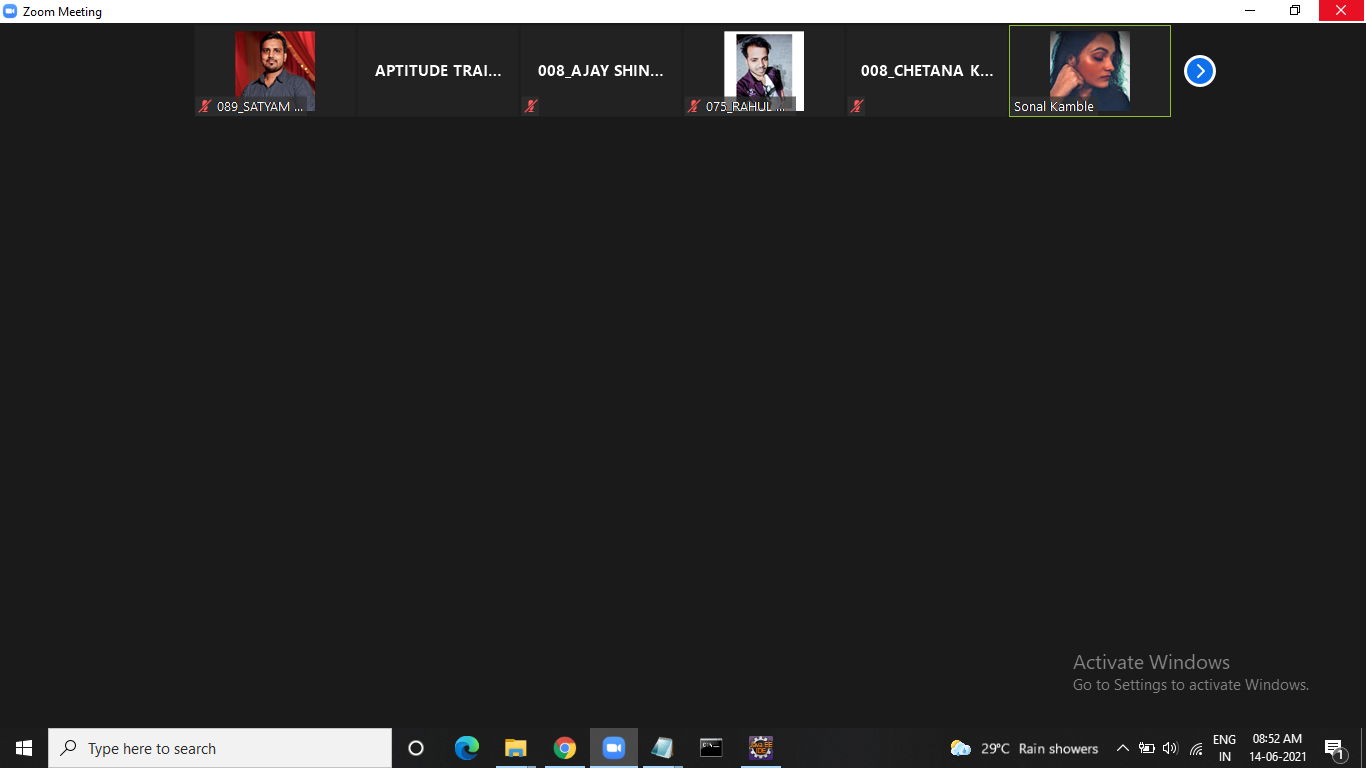 Zoom Meeting
089_SATYAM ...
APTITUDE TRAI...
008_AJAY SHIN...
075_RAHUL ...
008_CHETANA K...
Sonal Kamble
Activate Windows
Go to Settings to activate Windows.
Type here to search
29°C Rain showers
ENG
IN
08:52 AM
14-06-2021
1